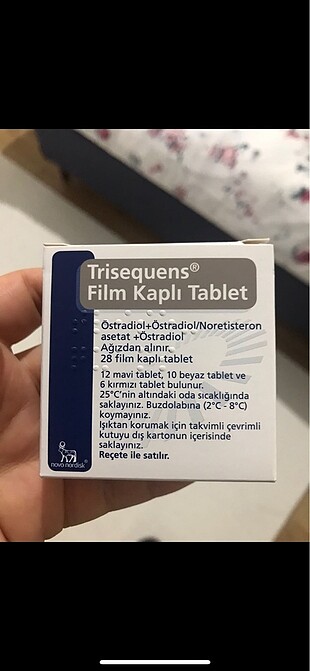 Trisequens®
Film Kaplı Tablet
Östradiol+Östradiol/Noretisteron
asetat +Östradiol
Ağızdan alınır.
28 film kaplı tablet
12 mavi tablet, 10 beyaz tablet ve
6 kırmızı tablet bulunur.
25°C'nin altındaki oda sıcaklığında
saklayınız. Buzdolabına (2°C - 8°C)
koymayınız.
Işıktan korumak için takvimli çevrimli
kutuyu dış kartonun içerisinde
saklayınız.
Reçete ile satılır.
novo nordisk®